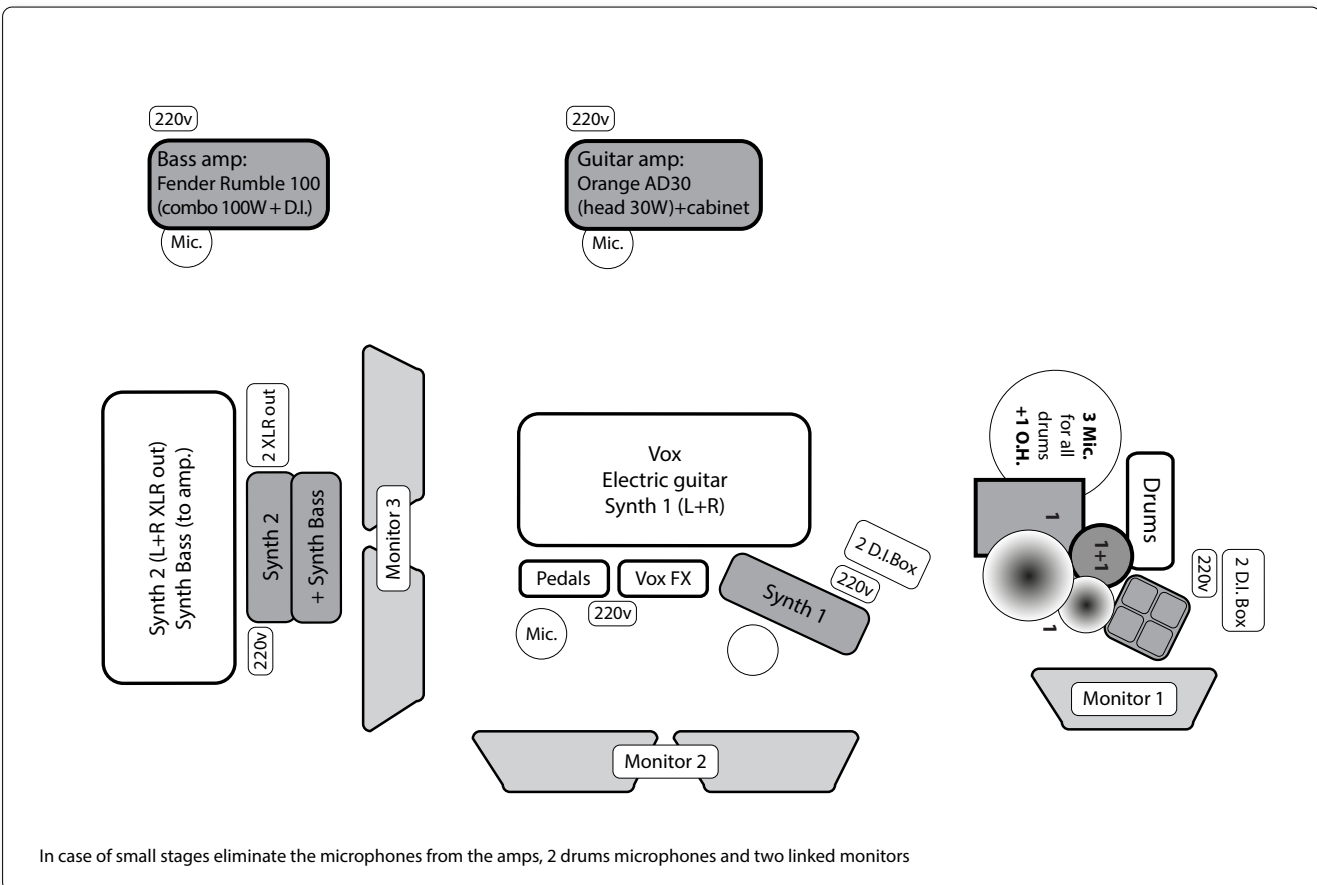 220v
Bass amp:
Fender Rumble 100
(combo 100W + D.I.)
Mic.
220v
Guitar amp:
Orange AD30
(head 30W)+cabinet
Mic.
Synth 2 (L+R XLR out)
Synth Bass (to amp.)
2 XLR out
Synth 2
+ Synth Bass
220v
Monitor 3
Vox
Electric guitar
Synth 1 (L+R)
Pedals
Vox FX
220v
Mic.
2 D.I.Box
220v
Synth 1
Monitor 2
3 Mic.
for all
drums
+1 O.H.
Drums
1
1+1
1
220v
2 D.I. Box
Monitor 1
In case of small stages eliminate the microphones from the amps, 2 drums microphones and two linked monitors